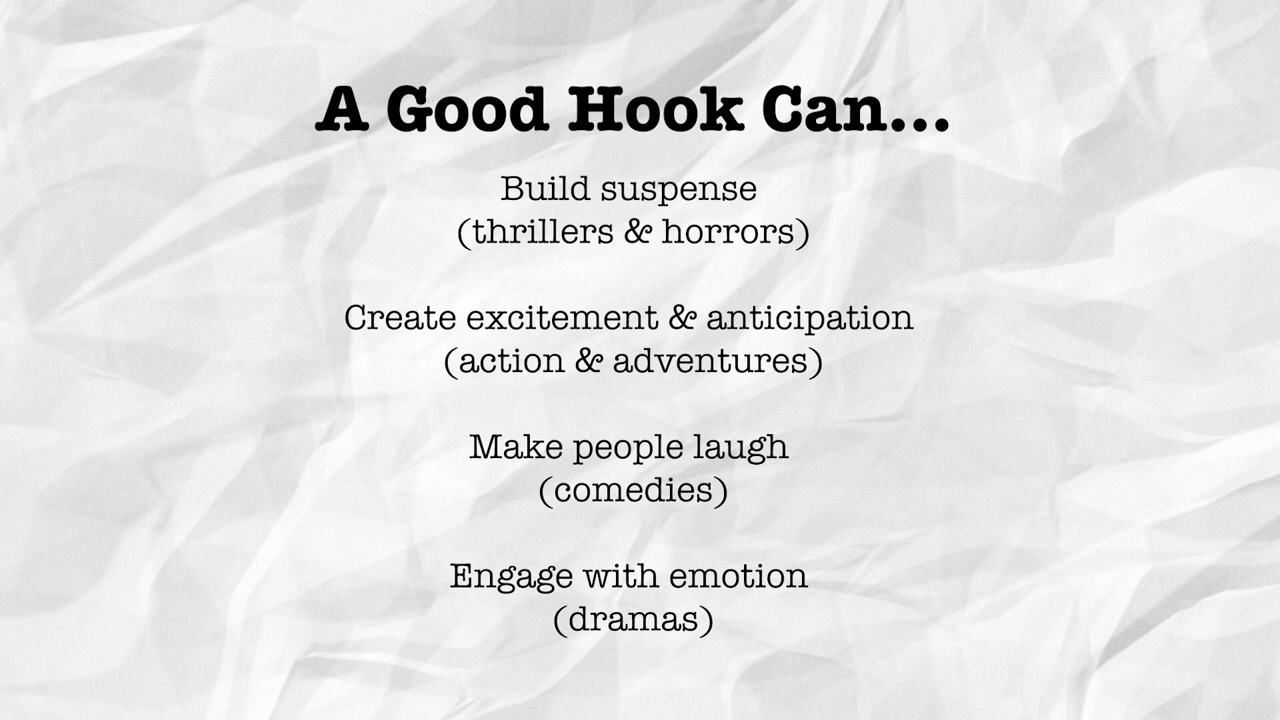 A Good Hook Can...
Build suspense
(thrillers & horrors)
Create excitement & anticipation
(action & adventures)
Make people laugh
(comedies)
Engage with emotion
(dramas)